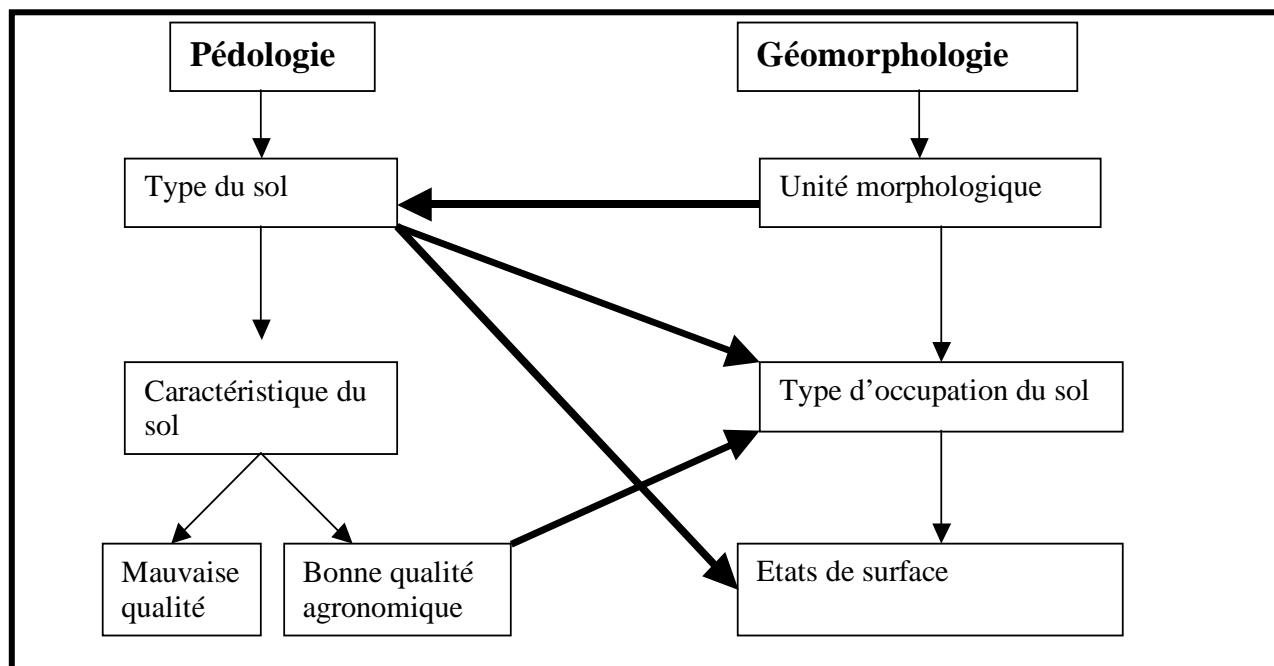 Pédologie
Géomorphologie
Type du sol
Unité morphologique
Caractéristique du
sol
Type d’occupation du sol
Mauvaise
qualité
Bonne qualité
agronomique
Etats de surface